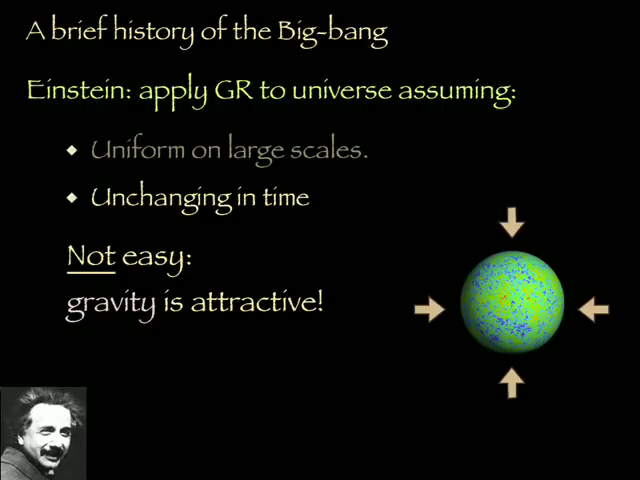 A brief history of the Big-bang
Einstein: apply GR to universe assuming:
Uniform on large scales.
Unchanging in time
Not easy:
gravity is attractive!